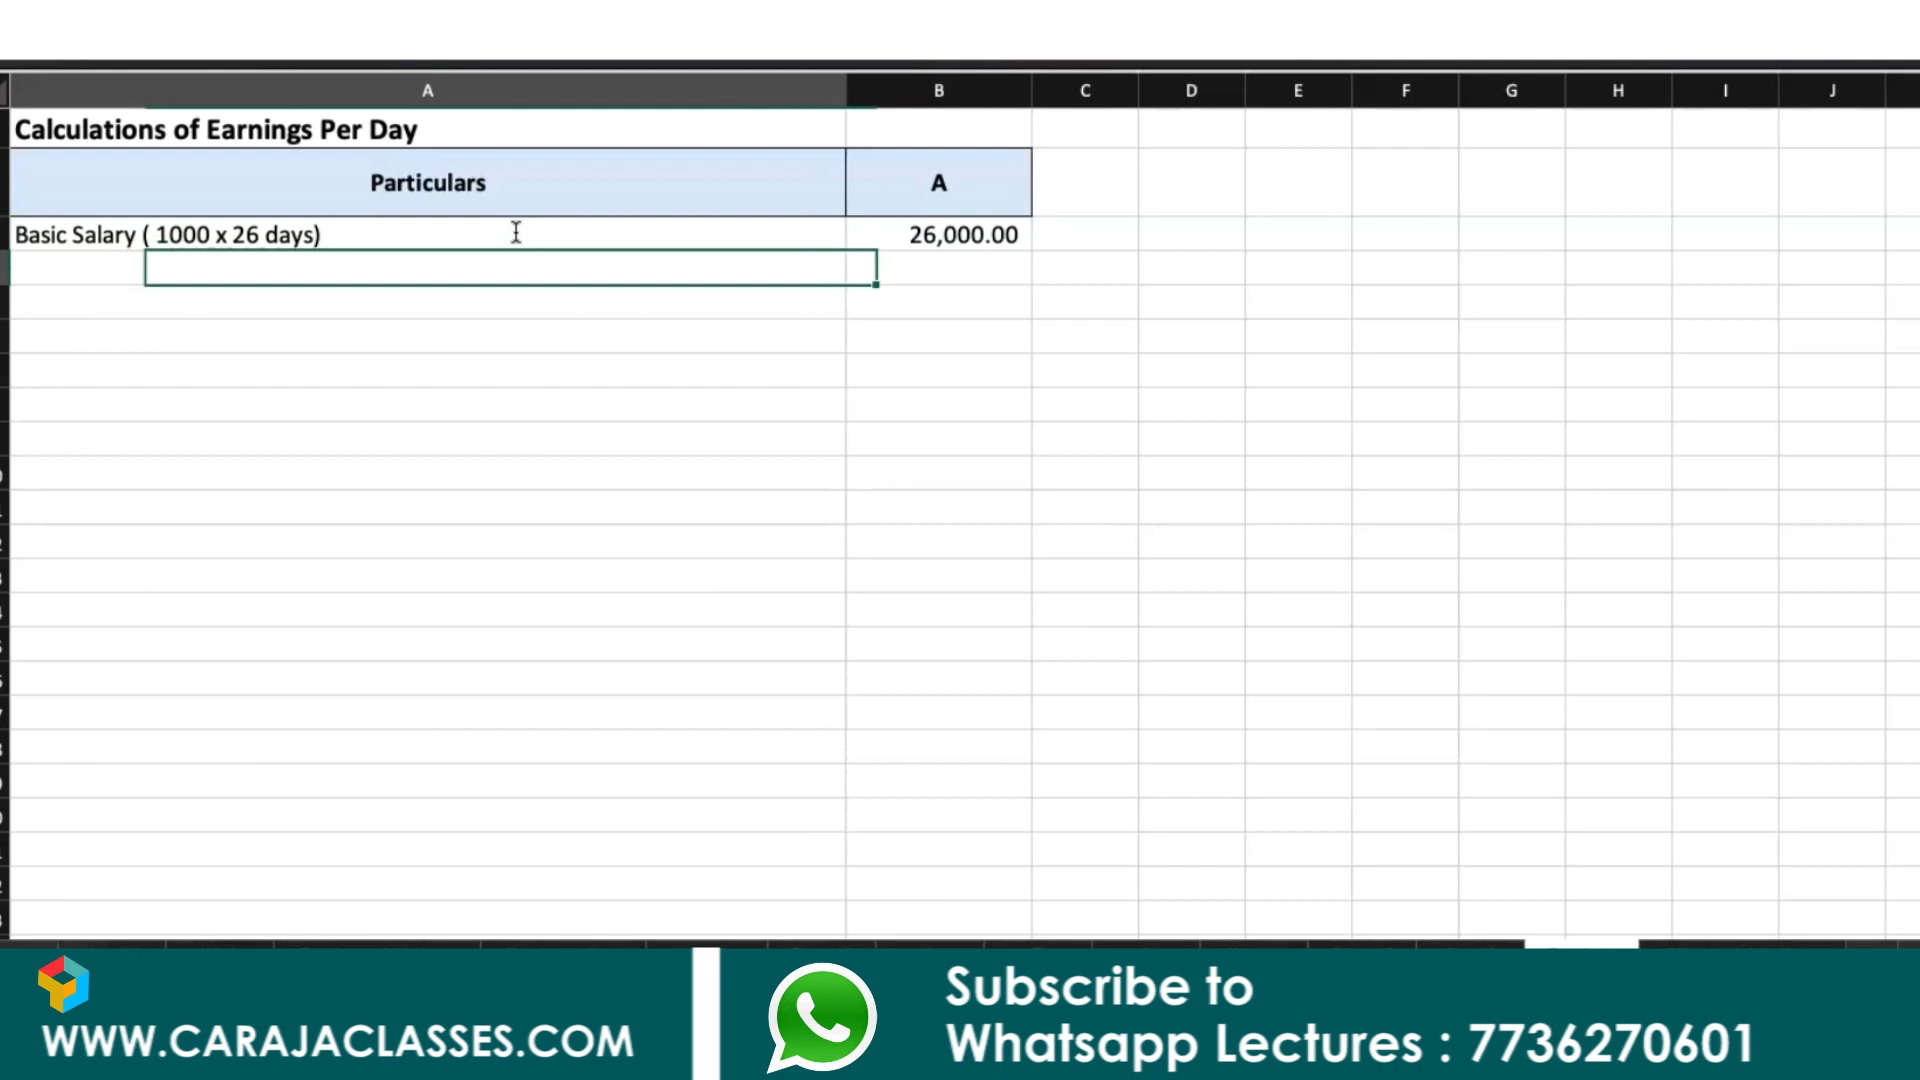 A B C D E F G H I J
Calculations of Earnings Per Day
Particulars A
Basic Salary ( 1000 x 26 days) 26,000.00
WWW.CARAJACLASSES.COM
Subscribe to
Whatsapp Lectures : 7736270601